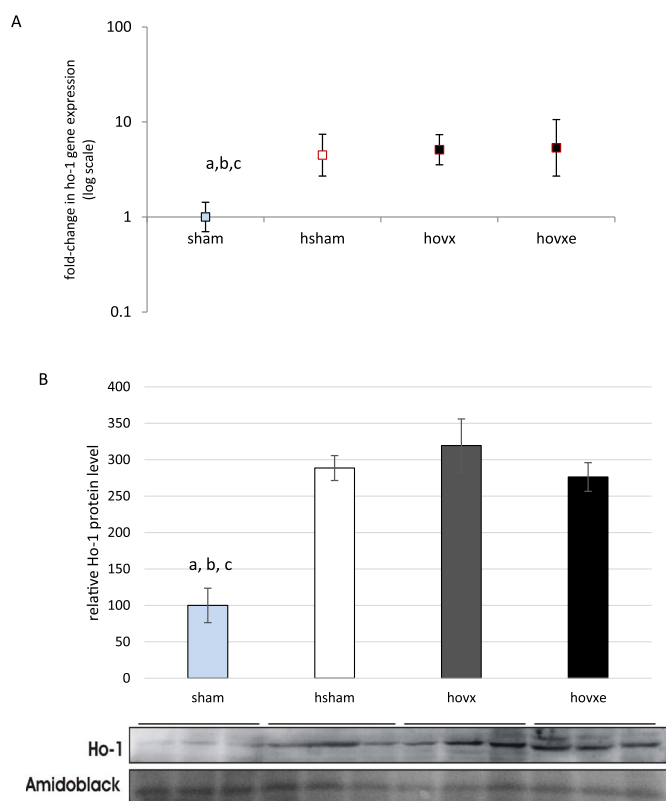 A
fold-change in ho-1 gene expression
(log scale)
100
10
1
0.1
a,b,c
sham hsham hovx hovxe
B
relative Ho-1 protein level
400
350
300
250
200
150
100
50
0
a, b, c
sham hsham hovx hovxe
Ho-1
Amidoblack